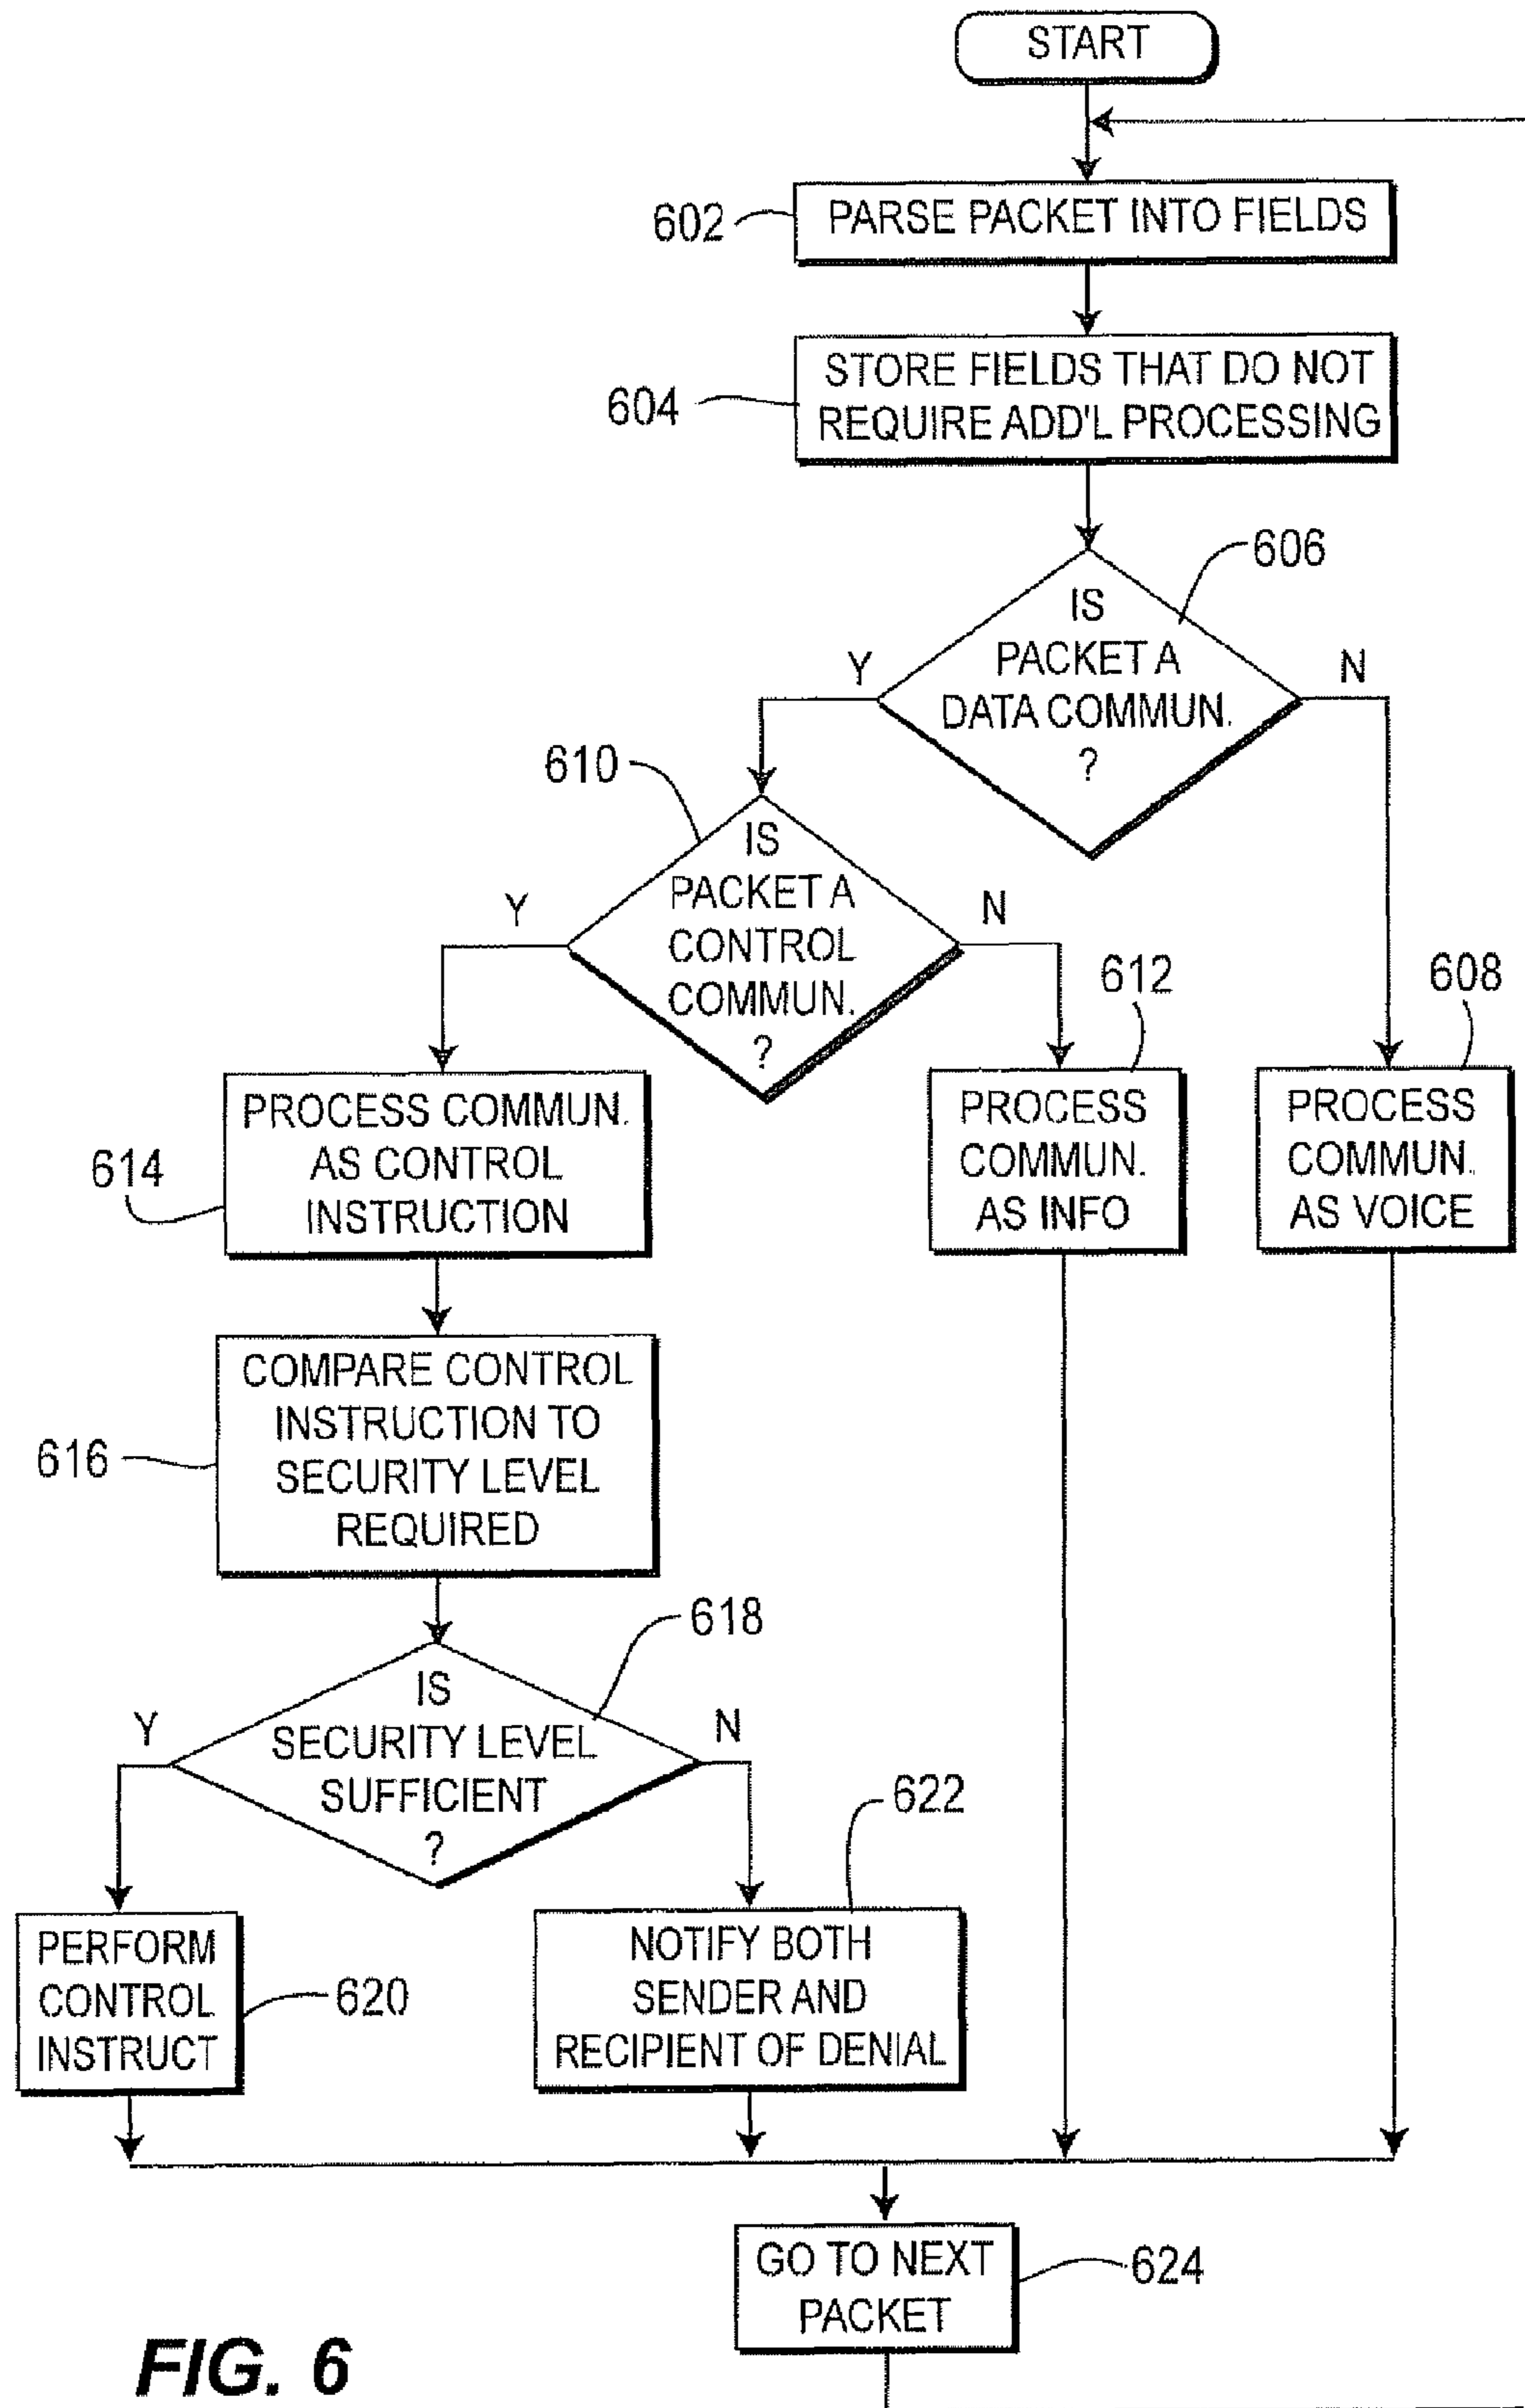 START
602
PARSE PACKET INTO FIELDS
604
STORE FIELDS THAT DO NOT
REQUIRE ADD'L PROCESSING
606
IS
PACKET A
DATA COMMUN.
?
Y
N
610
IS
PACKET A
CONTROL
COMMUN.
?
Y
N
612
608
614
PROCESS COMMUN.
AS CONTROL
INSTRUCTION
PROCESS
COMMUN.
AS INFO
PROCESS
COMMUN.
AS VOICE
616
COMPARE CONTROL
INSTRUCTION TO
SECURITY LEVEL
REQUIRED
618
IS
SECURITY LEVEL
SUFFICIENT
?
Y
N
622
PERFORM
CONTROL
INSTRUCT
620
NOTIFY BOTH
SENDER AND
RECIPIENT OF DENIAL
GO TO NEXT
PACKET
624
FIG. 6